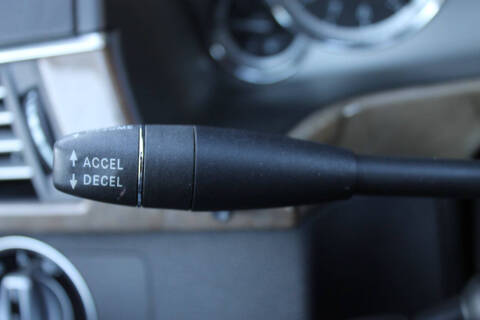 ↑ ACCEL
↓ DECEL